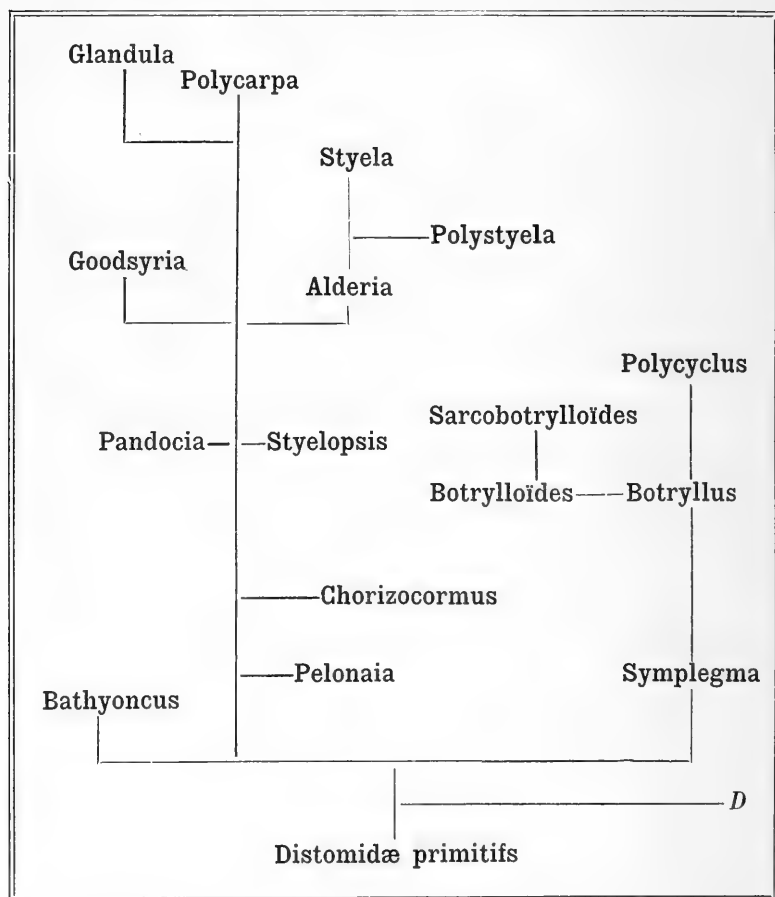 Glandula
Polycarpa
Styela
Polystyela
Goodsyria
Alderia
Polycyclus
Sarcobotrylloïdes
Pandocia
Styelopsis
Botrylloïdes
Botryllus
Chorizocormus
Pelonaia
Symplegma
Bathyoncus
D
Distomidæ primitifs